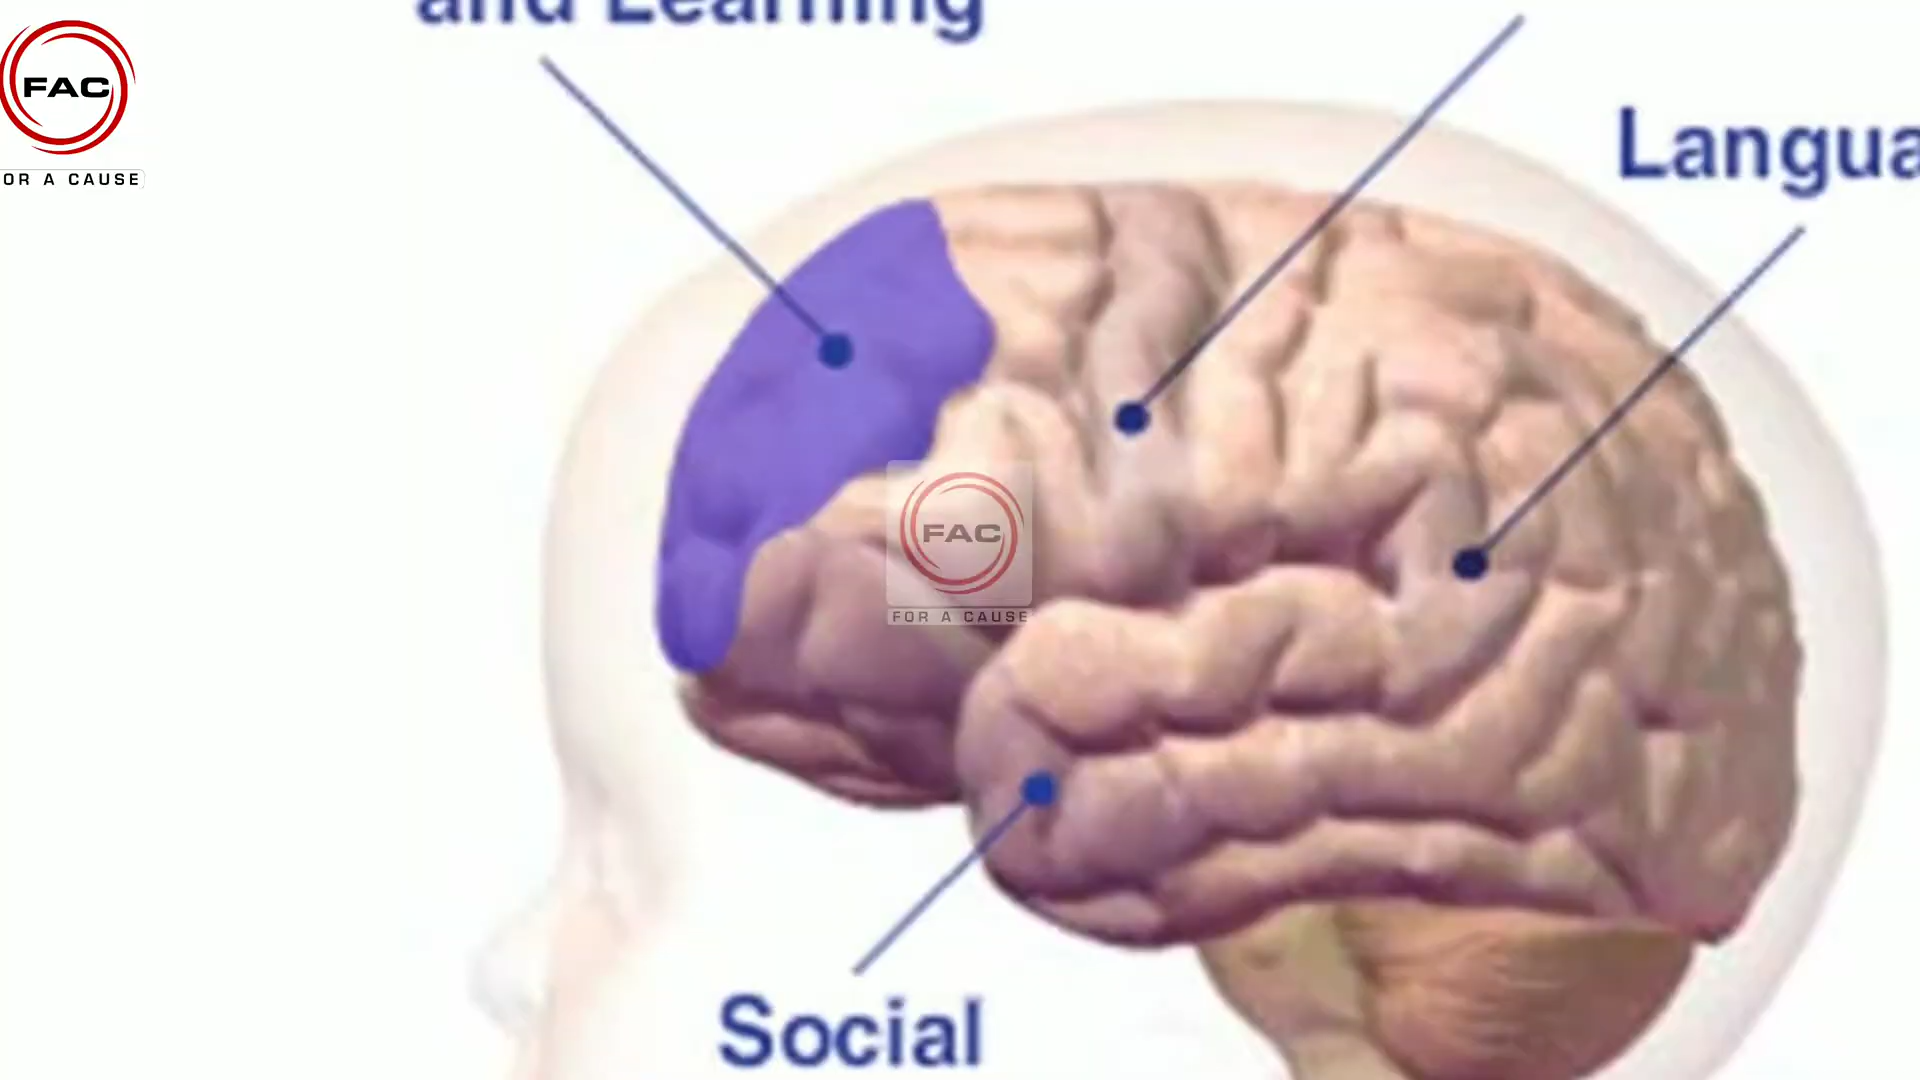 and Learning
FAC
OR A CAUSE
Langua
FAC
FOR A CAUSE
Social